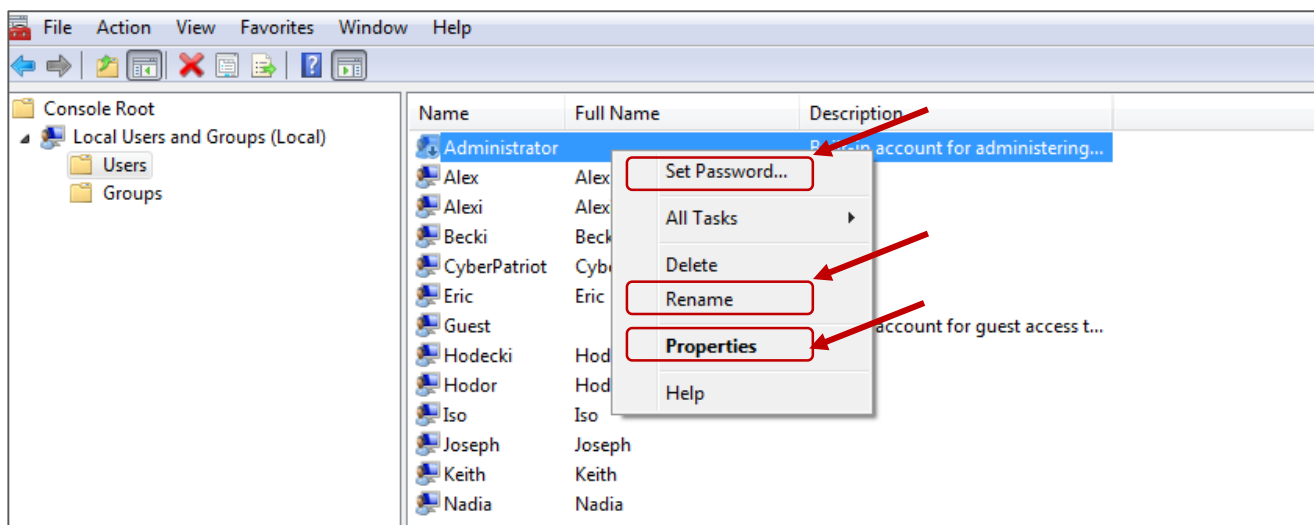 File Action View Favorites Window Help
Console Root
Local Users and Groups (Local)
Users
Groups
Name Full Name Description
Administrator account for administering...
Alex Alex
Alexi Alex
Becki Beck
CyberPatriot Cyb
Eric Eric
Guest account for guest access t...
Hodecki Hod
Hodor Hod
Iso Iso
Joseph Joseph
Keith Keith
Nadia Nadia
Set Password...
All Tasks
Delete
Rename
Properties
Help